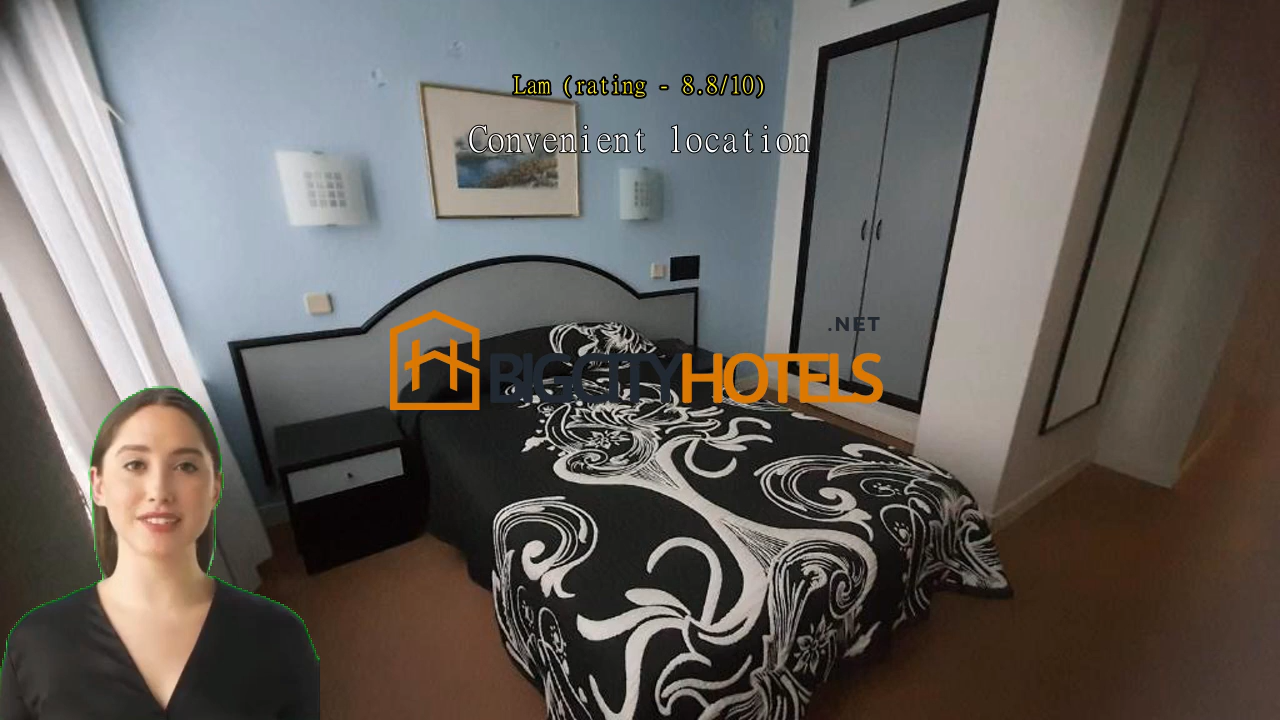 Lam (rating - 8.8/10)
Convenient location
.NET
BIGCITYHOTELS